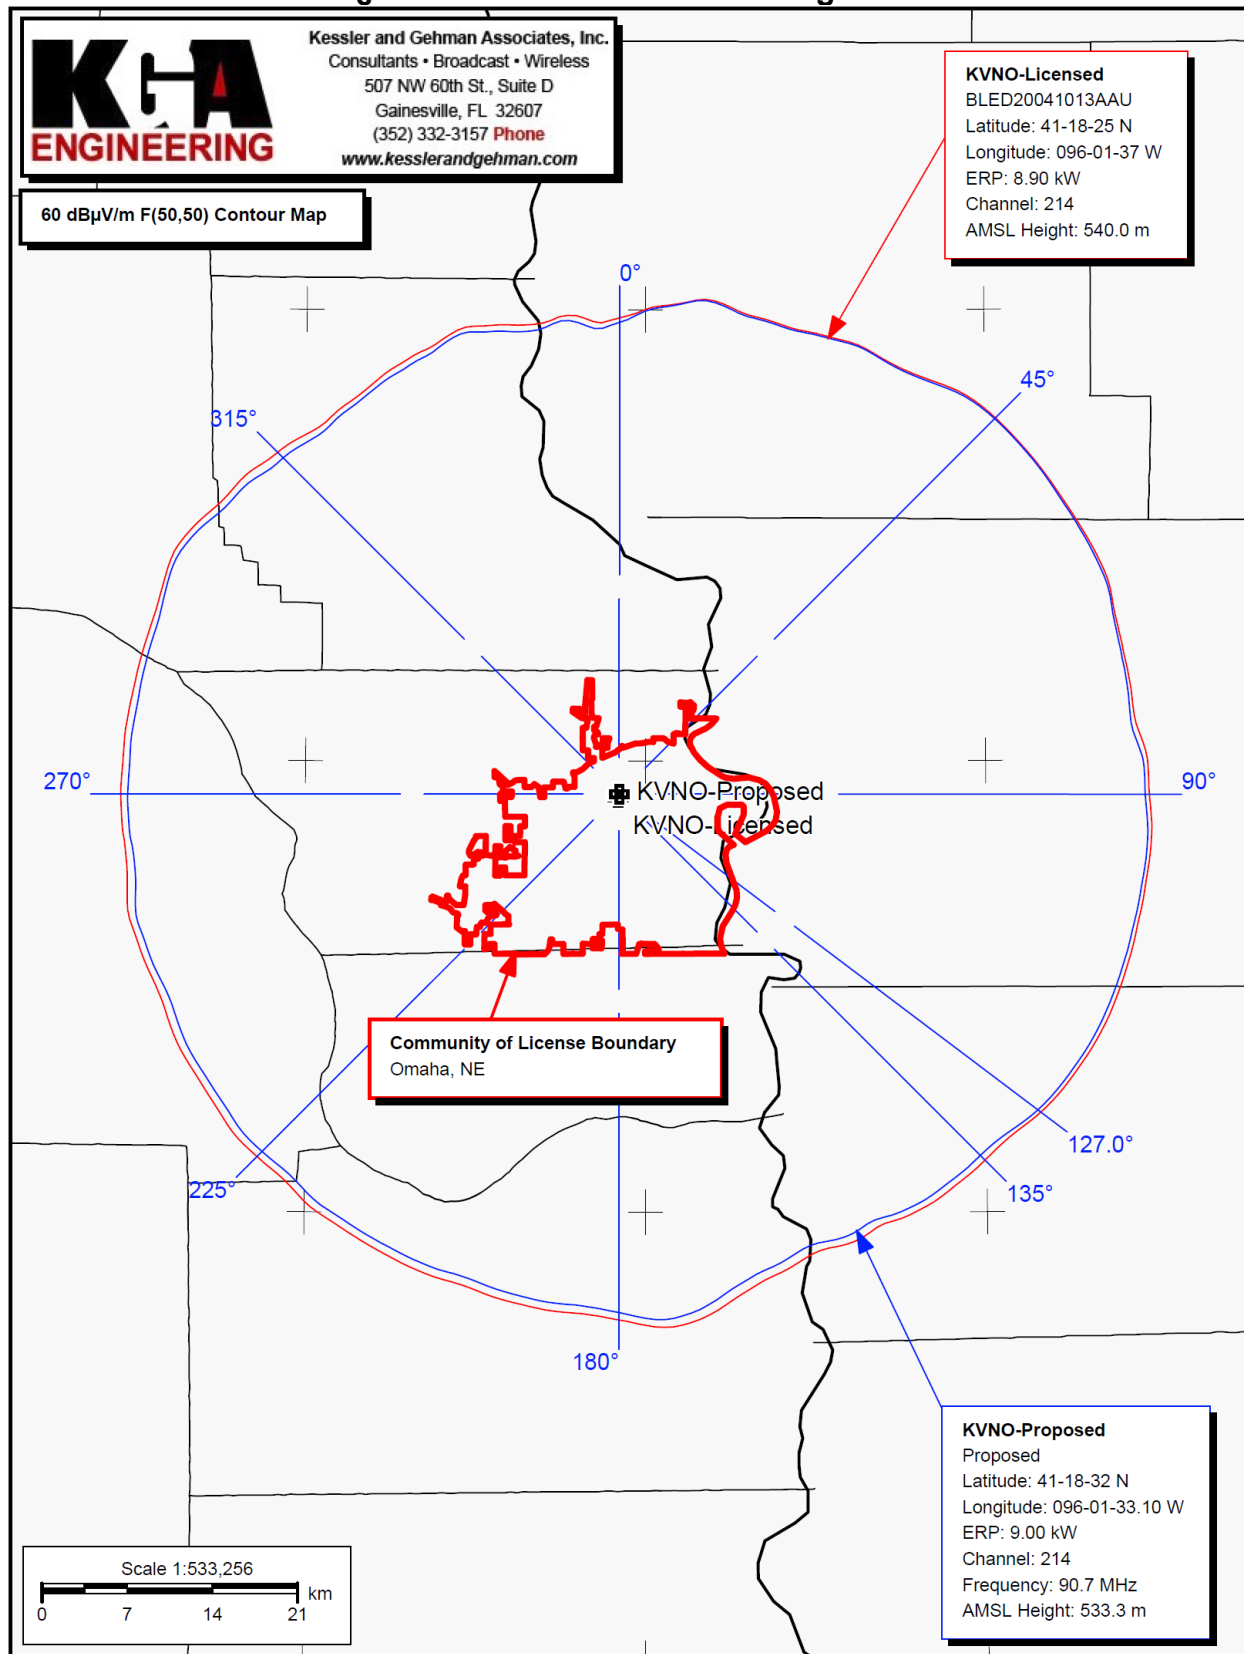 KGA
ENGINEERING
Kessler and Gehman Associates, Inc.
Consultants • Broadcast • Wireless
507 NW 60th St., Suite D
Gainesville, FL 32607
(352) 332-3157 Phone
www.kesslerandgehman.com
60 dBµV/m F(50,50) Contour Map
KVNO-Licensed
BLED20041013AAU
Latitude: 41-18-25 N
Longitude: 096-01-37 W
ERP: 8.90 kW
Channel: 214
AMSL Height: 540.0 m
0°
45°
315°
270°
KVNO-Proposed
90°
KVNO-Licensed
Community of License Boundary
Omaha, NE
127.0°
225°
135°
180°
KVNO-Proposed
Proposed
Latitude: 41-18-32 N
Longitude: 096-01-33.10 W
ERP: 9.00 kW
Channel: 214
Frequency: 90.7 MHz
AMSL Height: 533.3 m
Scale 1:533,256
km
0 7 14 21